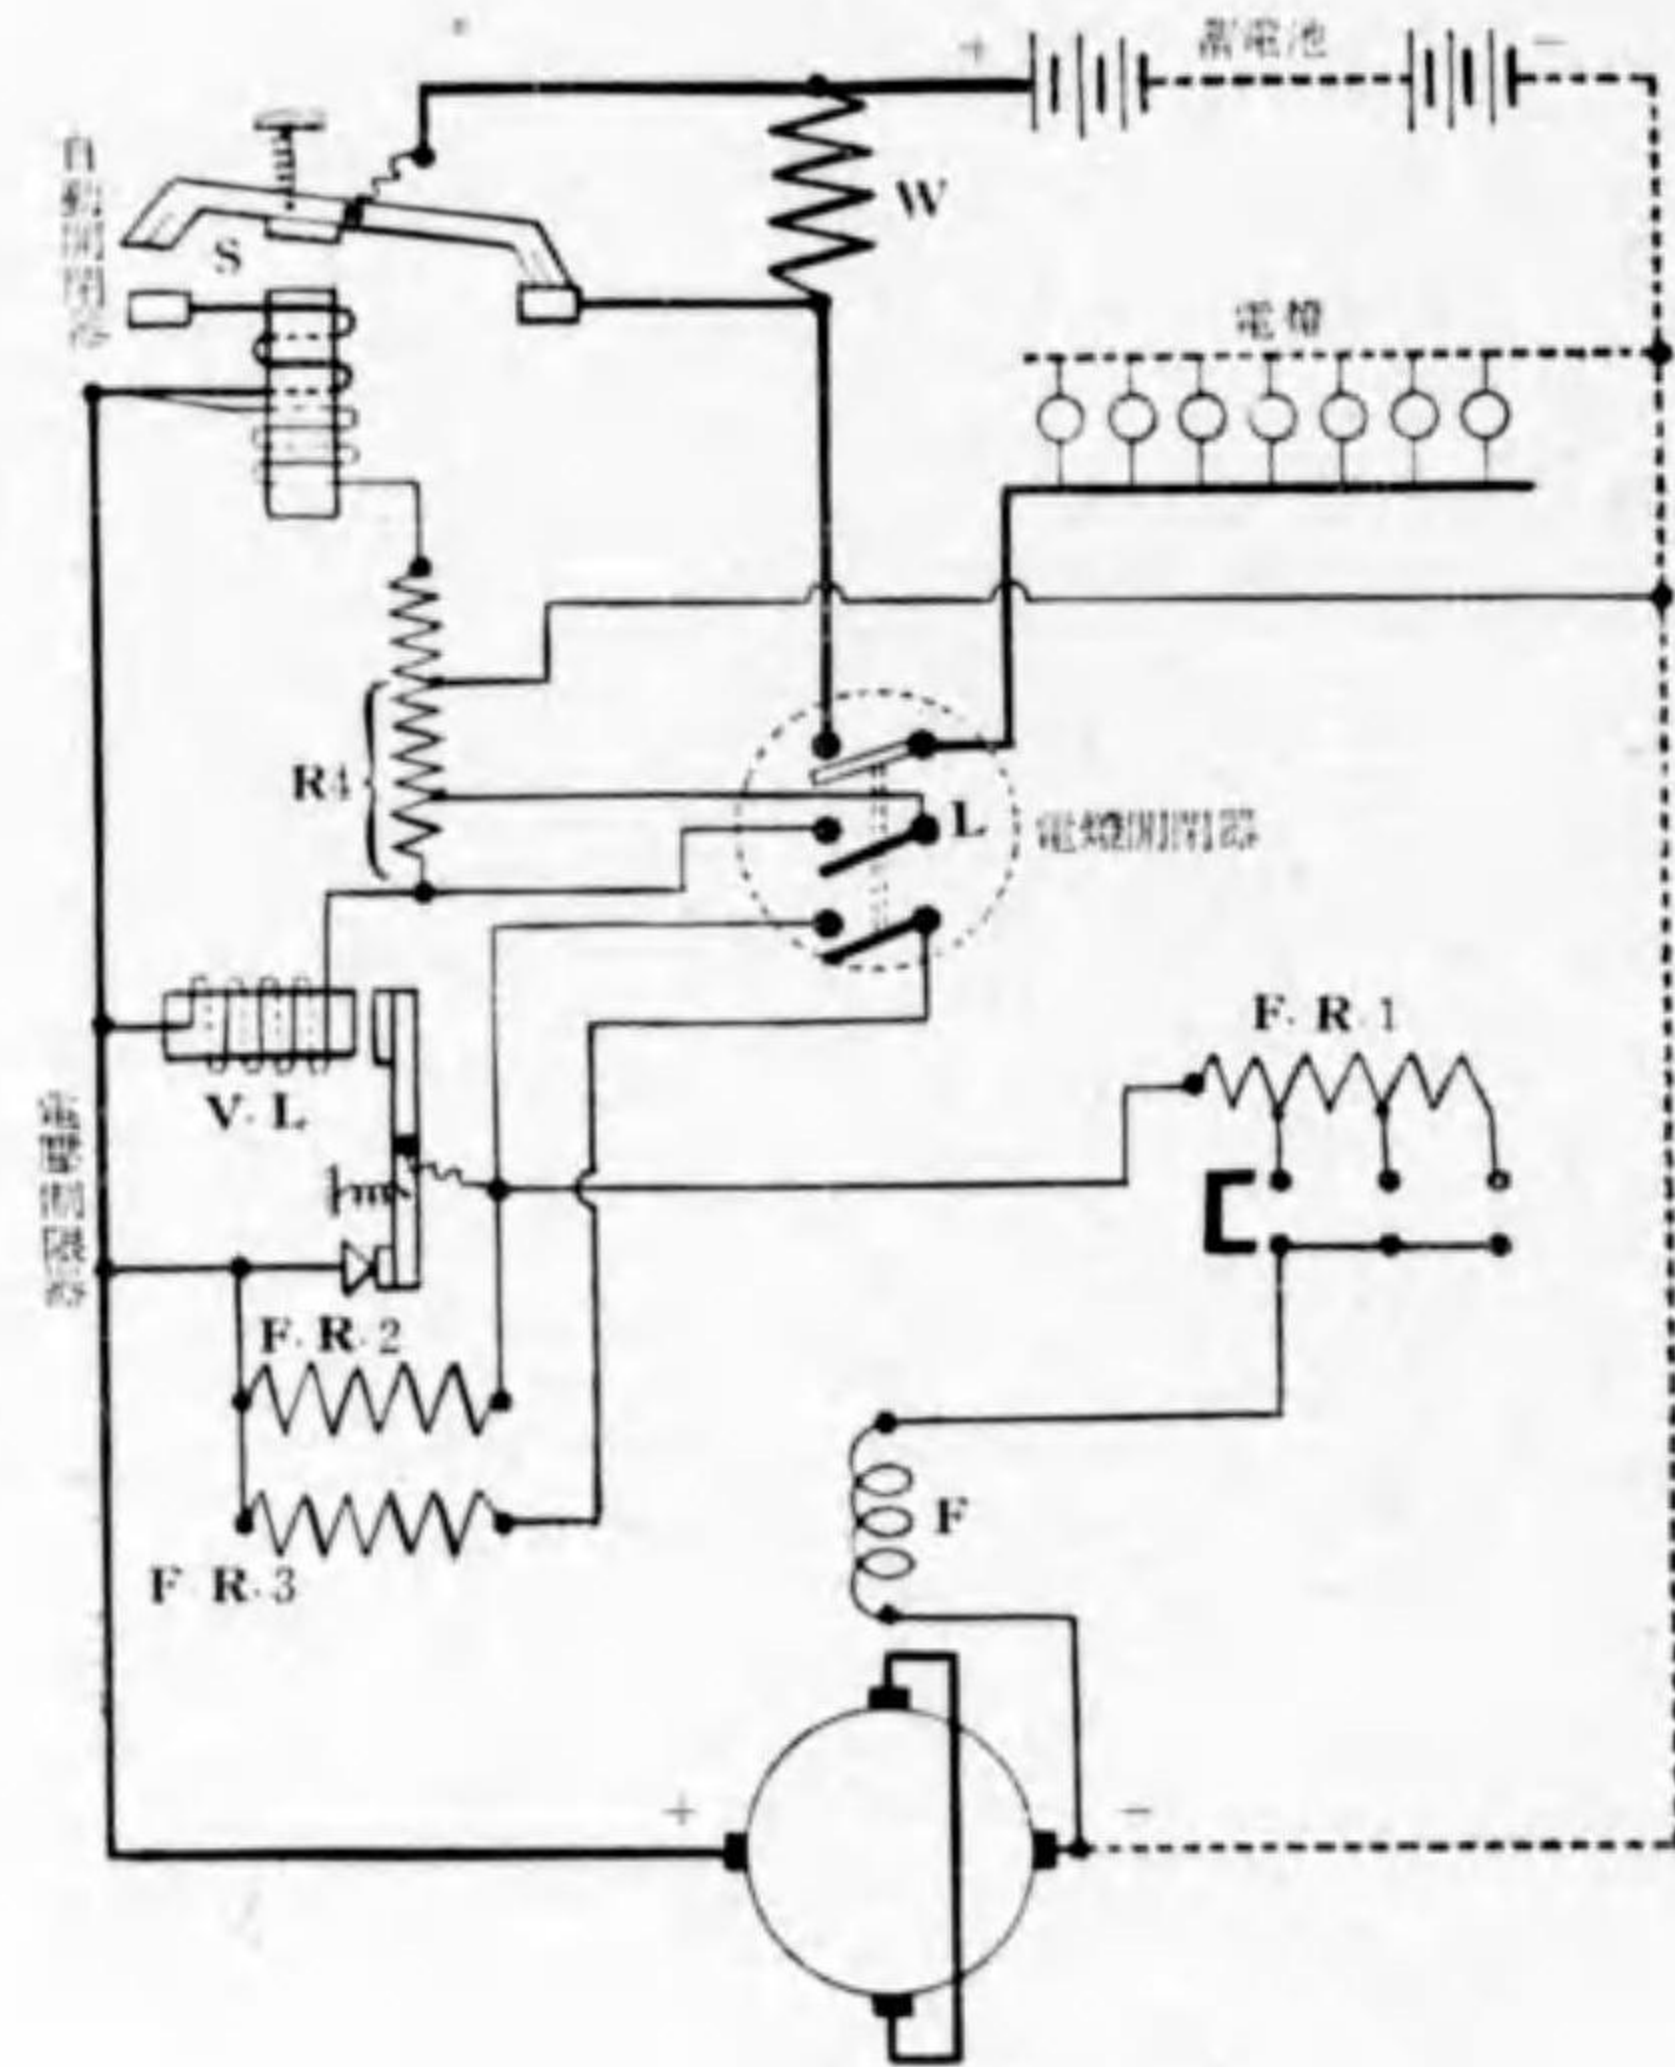 + 蓄電池 −
自動開閉器
S
W
電燈
R4
L
電燈開閉器
F. R. 1
V. L
電壓制限器
F. R. 2
F. R. 3
F
+ −